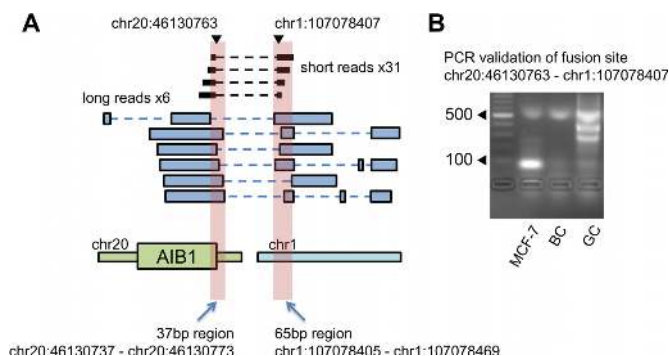 A
chr20:46130763
chr1:107078407
short reads x31
long reads x6
chr20
AIB1
chr1
37bp region
chr20:46130737 - chr20:46130773
65bp region
chr1:107078405 - chr1:107078469
B
PCR validation of fusion site
chr20:46130763 - chr1:107078407
500
100
MCF-7
BC
GC